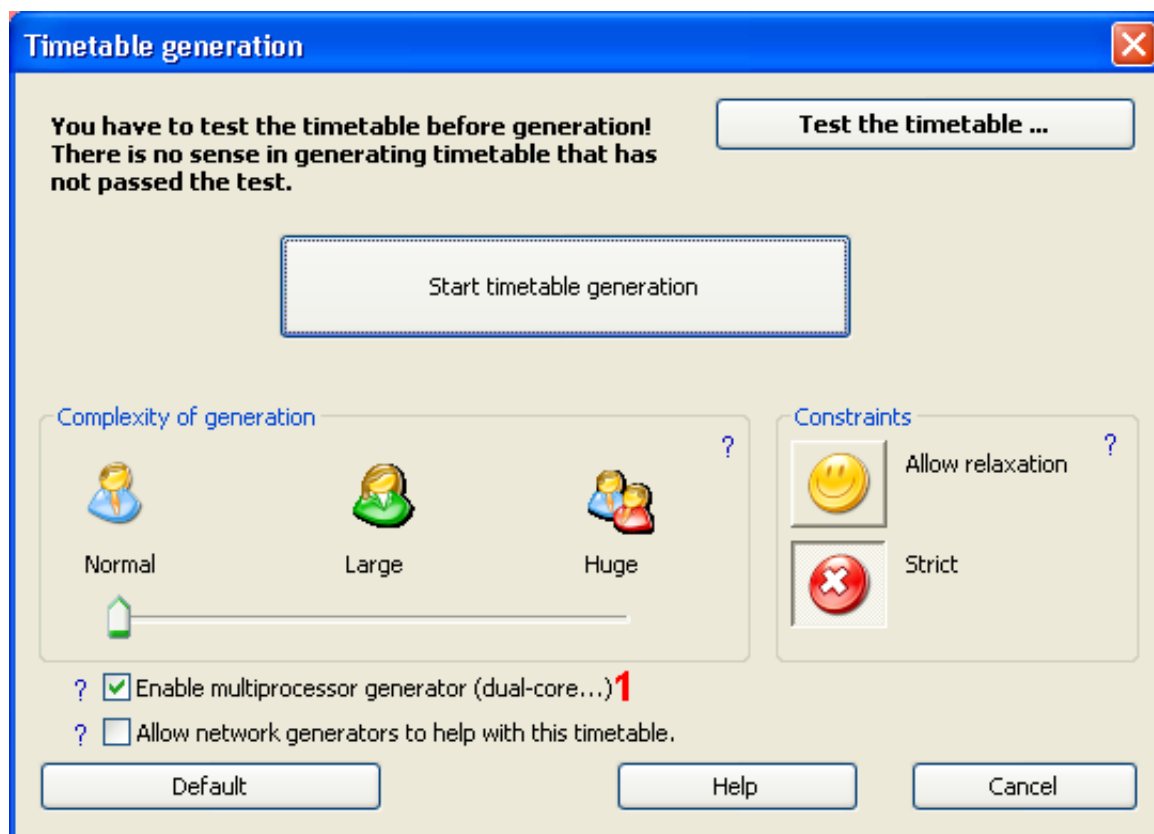 Timetable generation
You have to test the timetable before generation!
There is no sense in generating timetable that has
not passed the test.
Test the timetable ...
Start timetable generation
Complexity of generation
?
Normal
Large
Huge
Constraints
?
Allow relaxation
Strict
? Enable multiprocessor generator (dual-core...) 1
? Allow network generators to help with this timetable.
Default
Help
Cancel